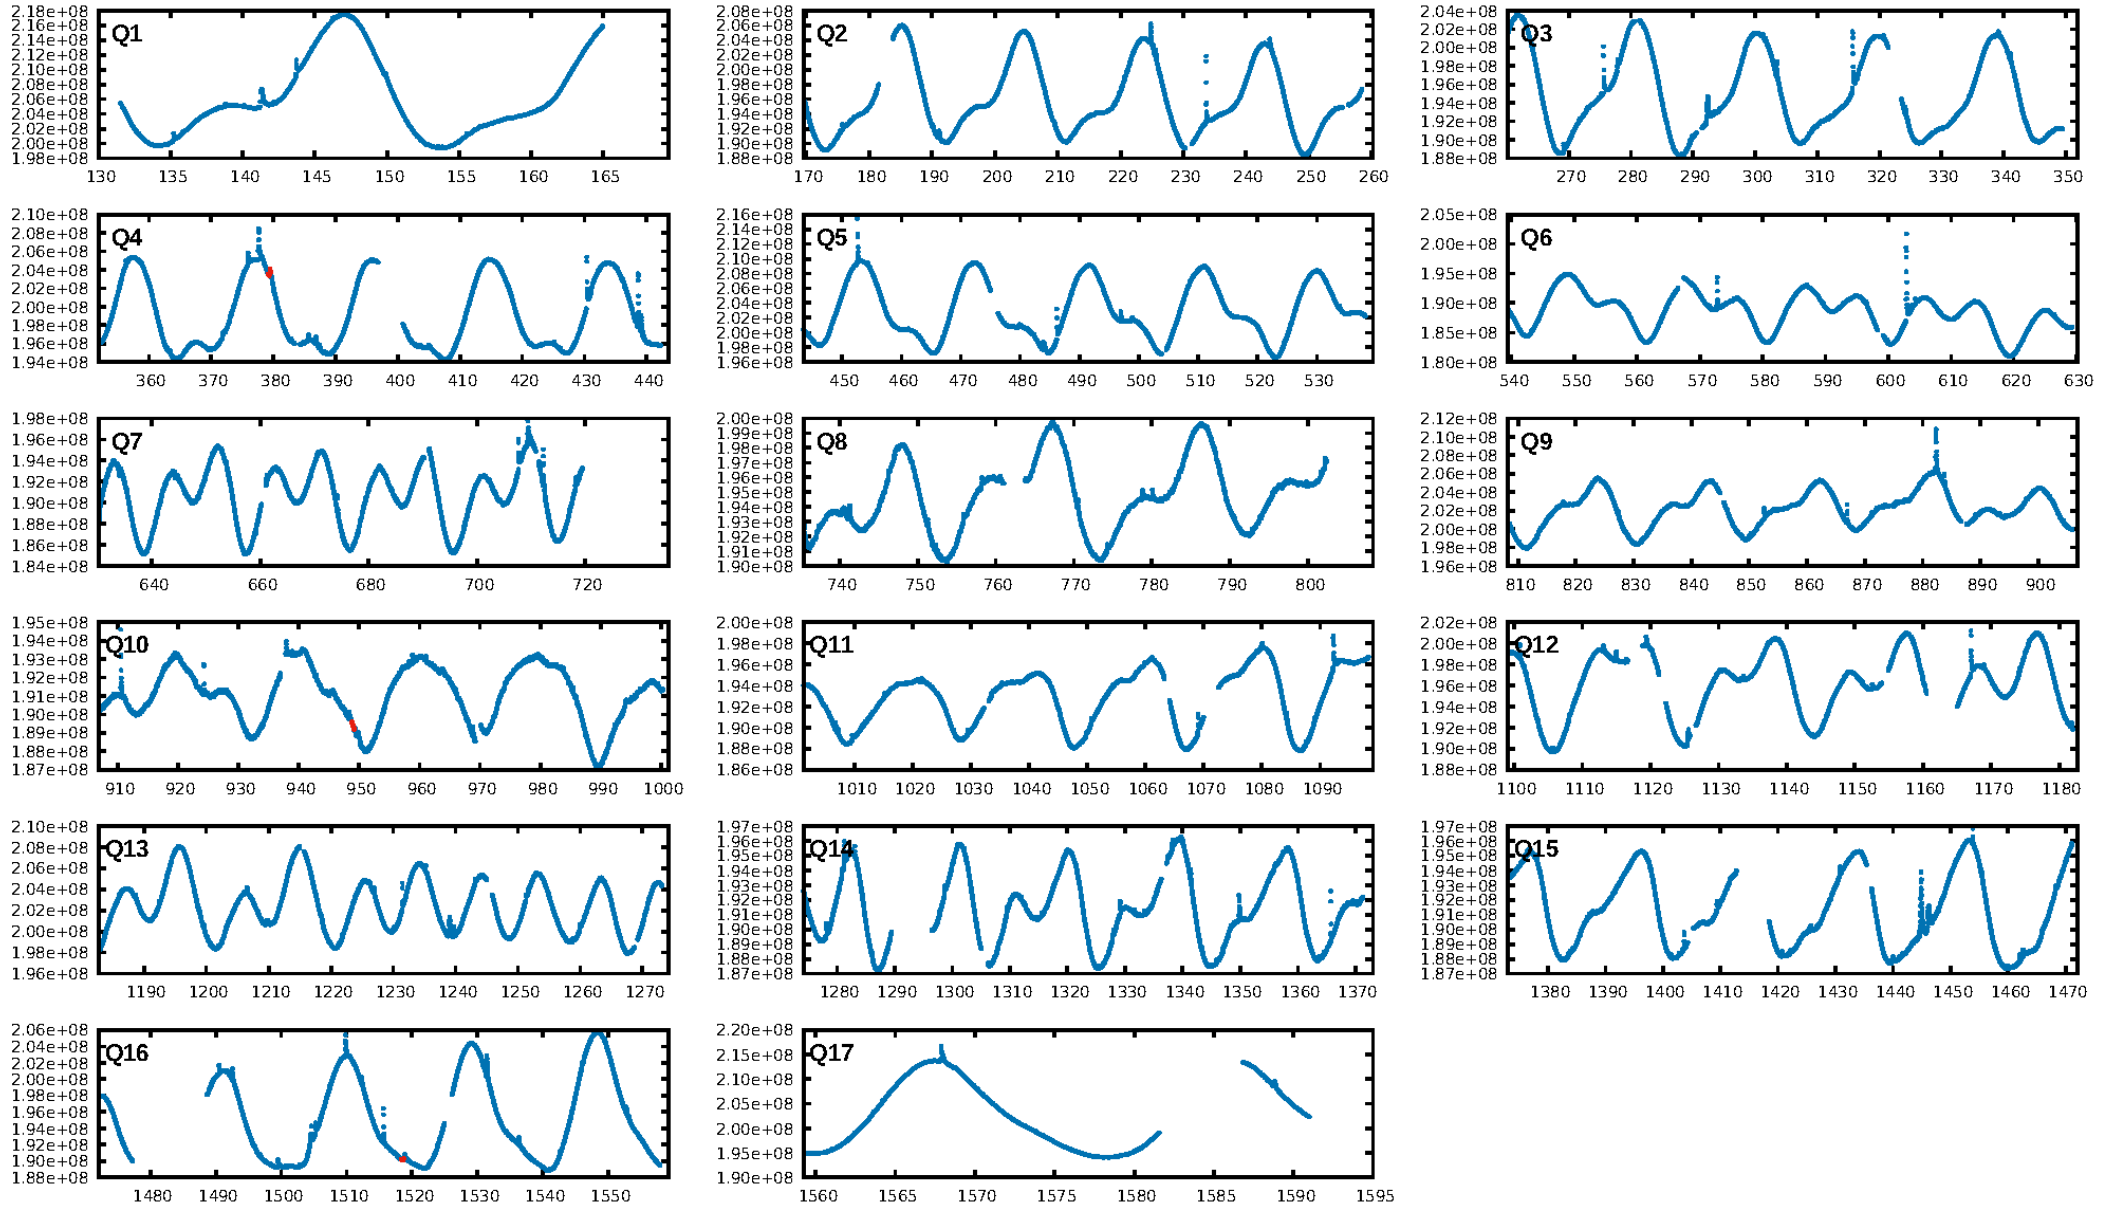 Q1
2.18e+08
2.16e+08
2.14e+08
2.12e+08
2.10e+08
2.08e+08
2.06e+08
2.04e+08
2.02e+08
2.00e+08
1.98e+08
130 135 140 145 150 155 160 165
Q2
2.08e+08
2.06e+08
2.04e+08
2.02e+08
2.00e+08
1.98e+08
1.96e+08
1.94e+08
1.92e+08
1.90e+08
1.88e+08
170 180 190 200 210 220 230 240 250 260
Q3
2.04e+08
2.02e+08
2.00e+08
1.98e+08
1.96e+08
1.94e+08
1.92e+08
1.90e+08
1.88e+08
270 280 290 300 310 320 330 340 350
Q4
2.10e+08
2.08e+08
2.06e+08
2.04e+08
2.02e+08
2.00e+08
1.98e+08
1.96e+08
1.94e+08
360 370 380 390 400 410 420 430 440
Q5
2.16e+08
2.14e+08
2.12e+08
2.10e+08
2.08e+08
2.06e+08
2.04e+08
2.02e+08
2.00e+08
1.98e+08
1.96e+08
450 460 470 480 490 500 510 520 530
Q6
2.05e+08
2.00e+08
1.95e+08
1.90e+08
1.85e+08
1.80e+08
540 550 560 570 580 590 600 610 620 630
Q7
1.98e+08
1.96e+08
1.94e+08
1.92e+08
1.90e+08
1.88e+08
1.86e+08
1.84e+08
640 660 680 700 720
Q8
2.00e+08
1.99e+08
1.98e+08
1.97e+08
1.96e+08
1.95e+08
1.94e+08
1.93e+08
1.92e+08
1.91e+08
1.90e+08
740 750 760 770 780 790 800
Q9
2.12e+08
2.10e+08
2.08e+08
2.06e+08
2.04e+08
2.02e+08
2.00e+08
1.98e+08
1.96e+08
810 820 830 840 850 860 870 880 890 900
Q10
1.95e+08
1.94e+08
1.93e+08
1.92e+08
1.91e+08
1.90e+08
1.89e+08
1.88e+08
1.87e+08
910 920 930 940 950 960 970 980 990 1000
Q11
2.00e+08
1.98e+08
1.96e+08
1.94e+08
1.92e+08
1.90e+08
1.88e+08
1.86e+08
1010 1020 1030 1040 1050 1060 1070 1080 1090
Q12
2.02e+08
2.00e+08
1.98e+08
1.96e+08
1.94e+08
1.92e+08
1.90e+08
1.88e+08
1100 1110 1120 1130 1140 1150 1160 1170 1180
Q13
2.10e+08
2.08e+08
2.06e+08
2.04e+08
2.02e+08
2.00e+08
1.98e+08
1.96e+08
1190 1200 1210 1220 1230 1240 1250 1260 1270
Q14
1.97e+08
1.96e+08
1.95e+08
1.94e+08
1.93e+08
1.92e+08
1.91e+08
1.90e+08
1.89e+08
1.88e+08
1.87e+08
1280 1290 1300 1310 1320 1330 1340 1350 1360 1370
Q15
1.97e+08
1.96e+08
1.95e+08
1.94e+08
1.93e+08
1.92e+08
1.91e+08
1.90e+08
1.89e+08
1.88e+08
1.87e+08
1380 1390 1400 1410 1420 1430 1440 1450 1460 1470
Q16
2.06e+08
2.04e+08
2.02e+08
2.00e+08
1.98e+08
1.96e+08
1.94e+08
1.92e+08
1.90e+08
1.88e+08
1480 1490 1500 1510 1520 1530 1540 1550
Q17
2.20e+08
2.15e+08
2.10e+08
2.05e+08
2.00e+08
1.95e+08
1.90e+08
1560 1565 1570 1575 1580 1585 1590 1595